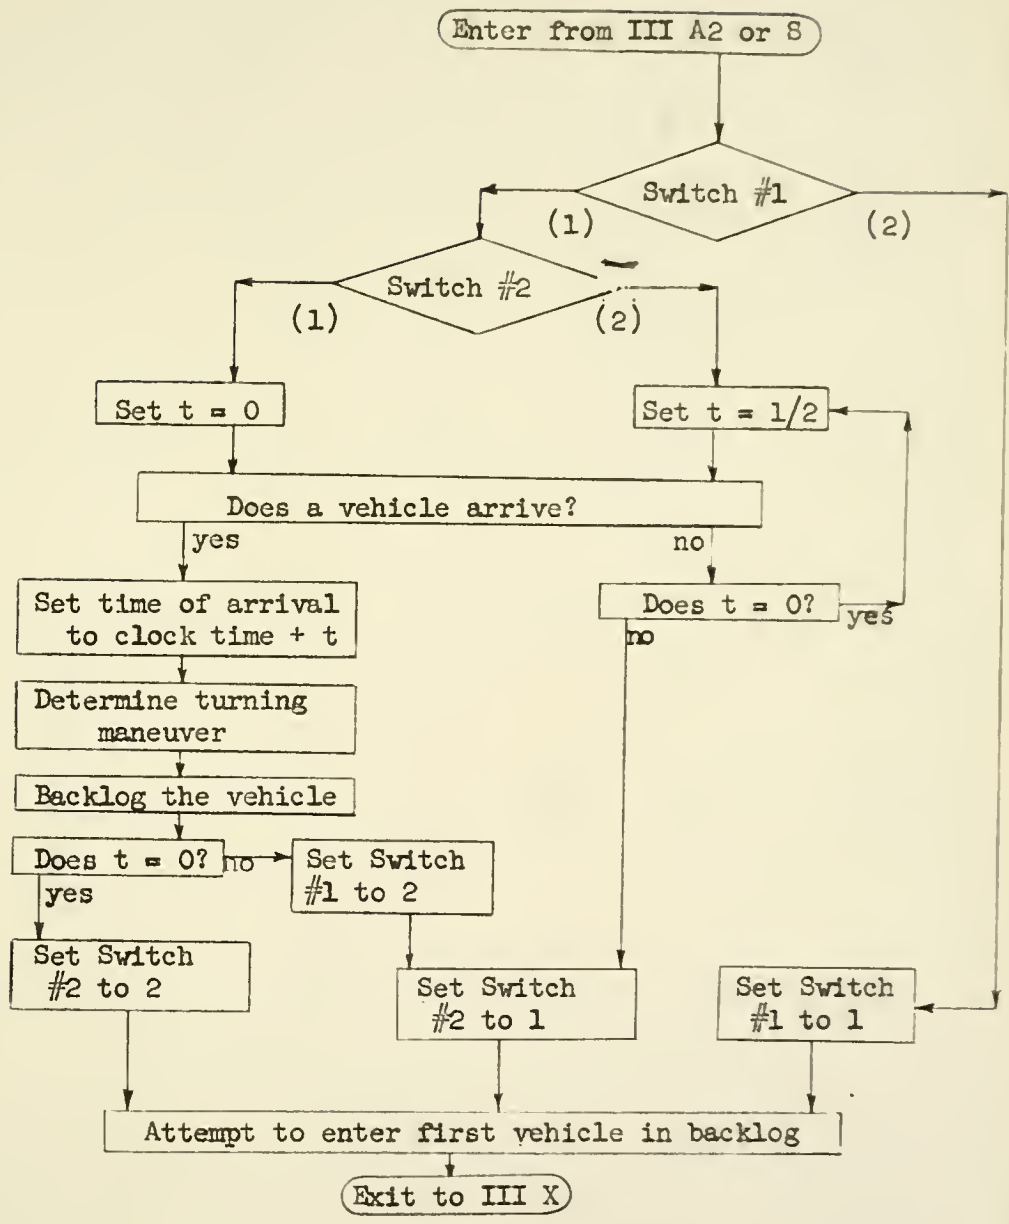 Enter from III A2 or S
Switch #1
(1)
(2)
Switch #2
(1)
(2)
Set t = 0
Set t = 1/2
Does a vehicle arrive?
yes
no
Set time of arrival
to clock time + t
Does t = 0?
yes
no
Determine turning
maneuver
Backlog the vehicle
Does t = 0?
no
yes
Set Switch
#1 to 2
Set Switch
#2 to 2
Set Switch
#2 to 1
Set Switch
#1 to 1
Attempt to enter first vehicle in backlog
Exit to III X